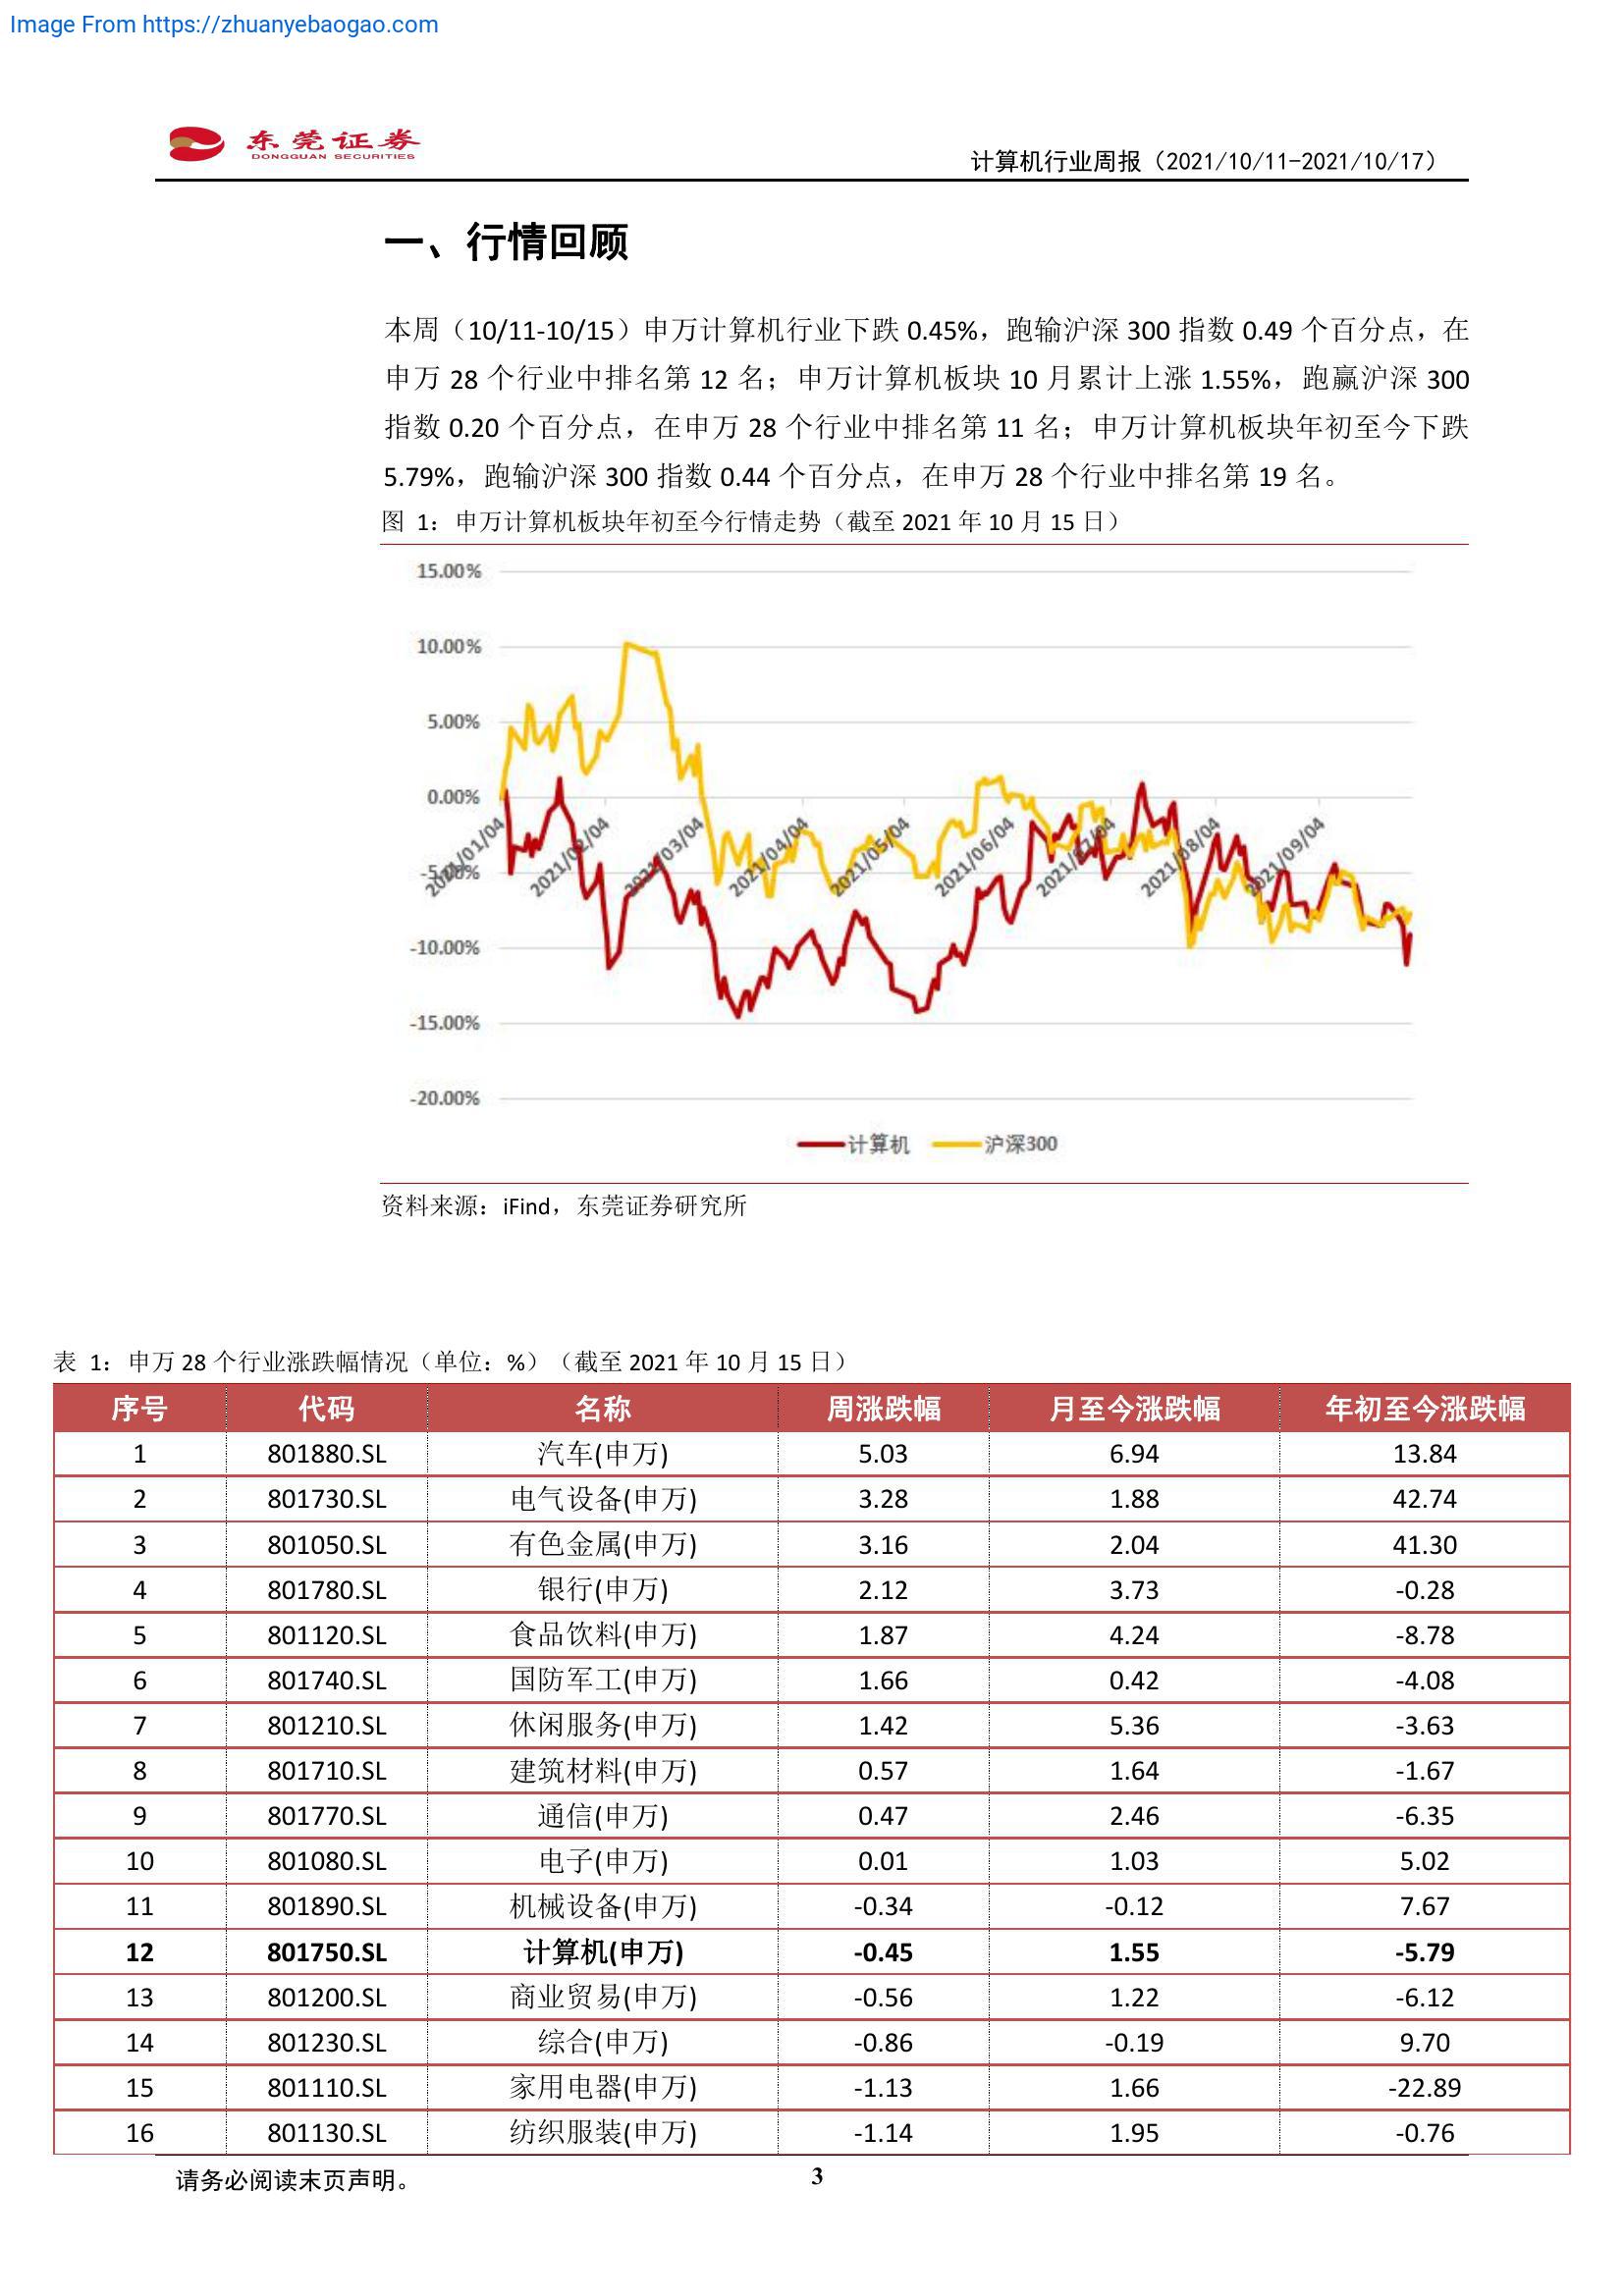 Image From https://zhuanyebaogao.com
东莞证券
DONGGUAN SECURITIES
计算机行业周报（2021/10/11-2021/10/17）
一、行情回顾
本周（10/11-10/15）申万计算机行业下跌 0.45%，跑输沪深 300 指数 0.49 个百分点，在
申万 28 个行业中排名第 12 名；申万计算机板块 10 月累计上涨 1.55%，跑赢沪深 300
指数 0.20 个百分点，在申万 28 个行业中排名第 11 名；申万计算机板块年初至今下跌
5.79%，跑输沪深 300 指数 0.44 个百分点，在申万 28 个行业中排名第 19 名。
图 1：申万计算机板块年初至今行情走势（截至 2021 年 10 月 15 日）
15.00%
10.00%
5.00%
0.00%
-5.00%
-10.00%
-15.00%
-20.00%
2021/01/04
2021/02/04
2021/03/04
2021/04/04
2021/05/04
2021/06/04
2021/07/04
2021/08/04
2021/09/04
计算机 沪深300
资料来源：iFind，东莞证券研究所
表 1：申万 28 个行业涨跌幅情况（单位：%）（截至 2021 年 10 月 15 日）
序号 代码 名称 周涨跌幅 月至今涨跌幅 年初至今涨跌幅
1 801880.SL 汽车(申万) 5.03 6.94 13.84
2 801730.SL 电气设备(申万) 3.28 1.88 42.74
3 801050.SL 有色金属(申万) 3.16 2.04 41.30
4 801780.SL 银行(申万) 2.12 3.73 -0.28
5 801120.SL 食品饮料(申万) 1.87 4.24 -8.78
6 801740.SL 国防军工(申万) 1.66 0.42 -4.08
7 801210.SL 休闲服务(申万) 1.42 5.36 -3.63
8 801710.SL 建筑材料(申万) 0.57 1.64 -1.67
9 801770.SL 通信(申万) 0.47 2.46 -6.35
10 801080.SL 电子(申万) 0.01 1.03 5.02
11 801890.SL 机械设备(申万) -0.34 -0.12 7.67
12 801750.SL 计算机(申万) -0.45 1.55 -5.79
13 801200.SL 商业贸易(申万) -0.56 1.22 -6.12
14 801230.SL 综合(申万) -0.86 -0.19 9.70
15 801110.SL 家用电器(申万) -1.13 1.66 -22.89
16 801130.SL 纺织服装(申万) -1.14 1.95 -0.76
请务必阅读末页声明。
3